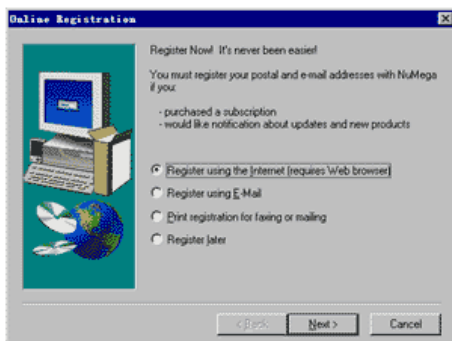 Online Registration
Register Now! It's never been easier!
You must register your postal and e-mail addresses with NuMega
if you:
- purchased a subscription
- would like notification about updates and new products
Register using the Internet (requires Web browser)
Register using E-Mail
Print registration for faxing or mailing
Register later
< Back
Next >
Cancel